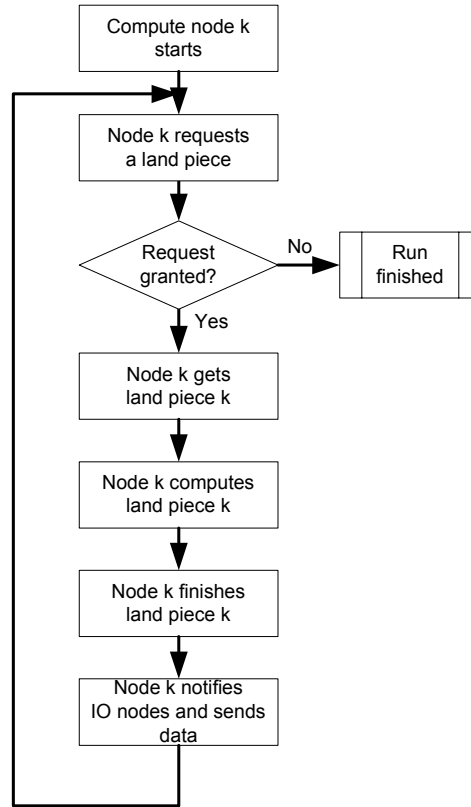 Compute node k
starts
Node k requests
a land piece
Request
granted?
No
Run
finished
Yes
Node k gets
land piece k
Node k computes
land piece k
Node k finishes
land piece k
Node k notifies
IO nodes and sends
data